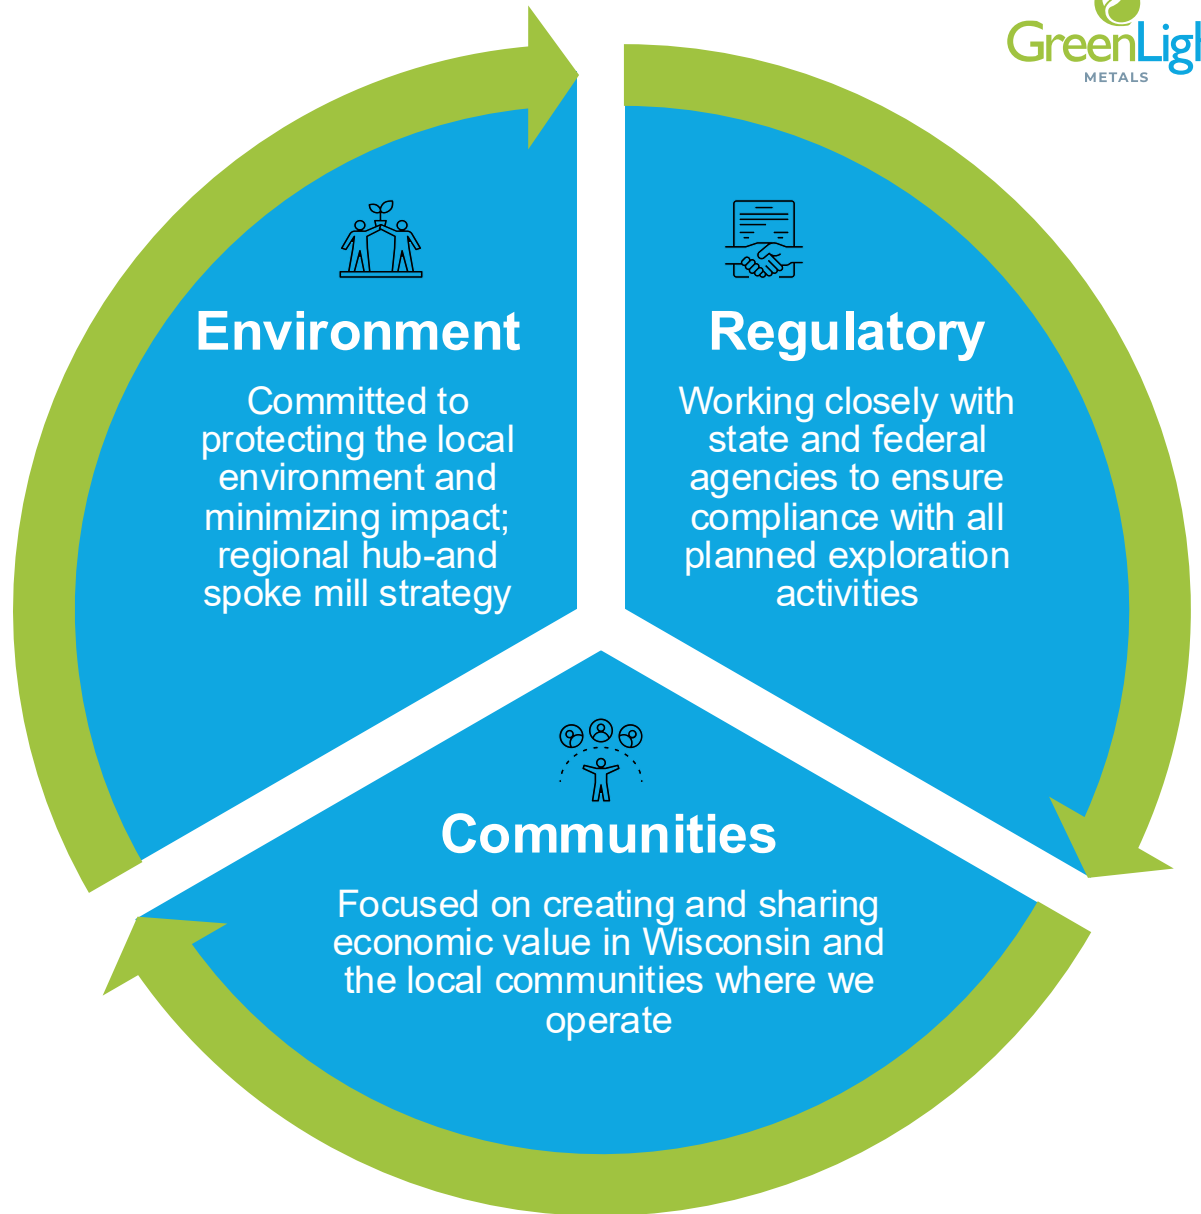 GreenLigh
METALS
Environment
Committed to
protecting the local
environment and
minimizing impact;
regional hub-and
spoke mill strategy
Regulatory
Working closely with
state and federal
agencies to ensure
compliance with all
planned exploration
activities
Communities
Focused on creating and sharing
economic value in Wisconsin and
the local communities where we
operate